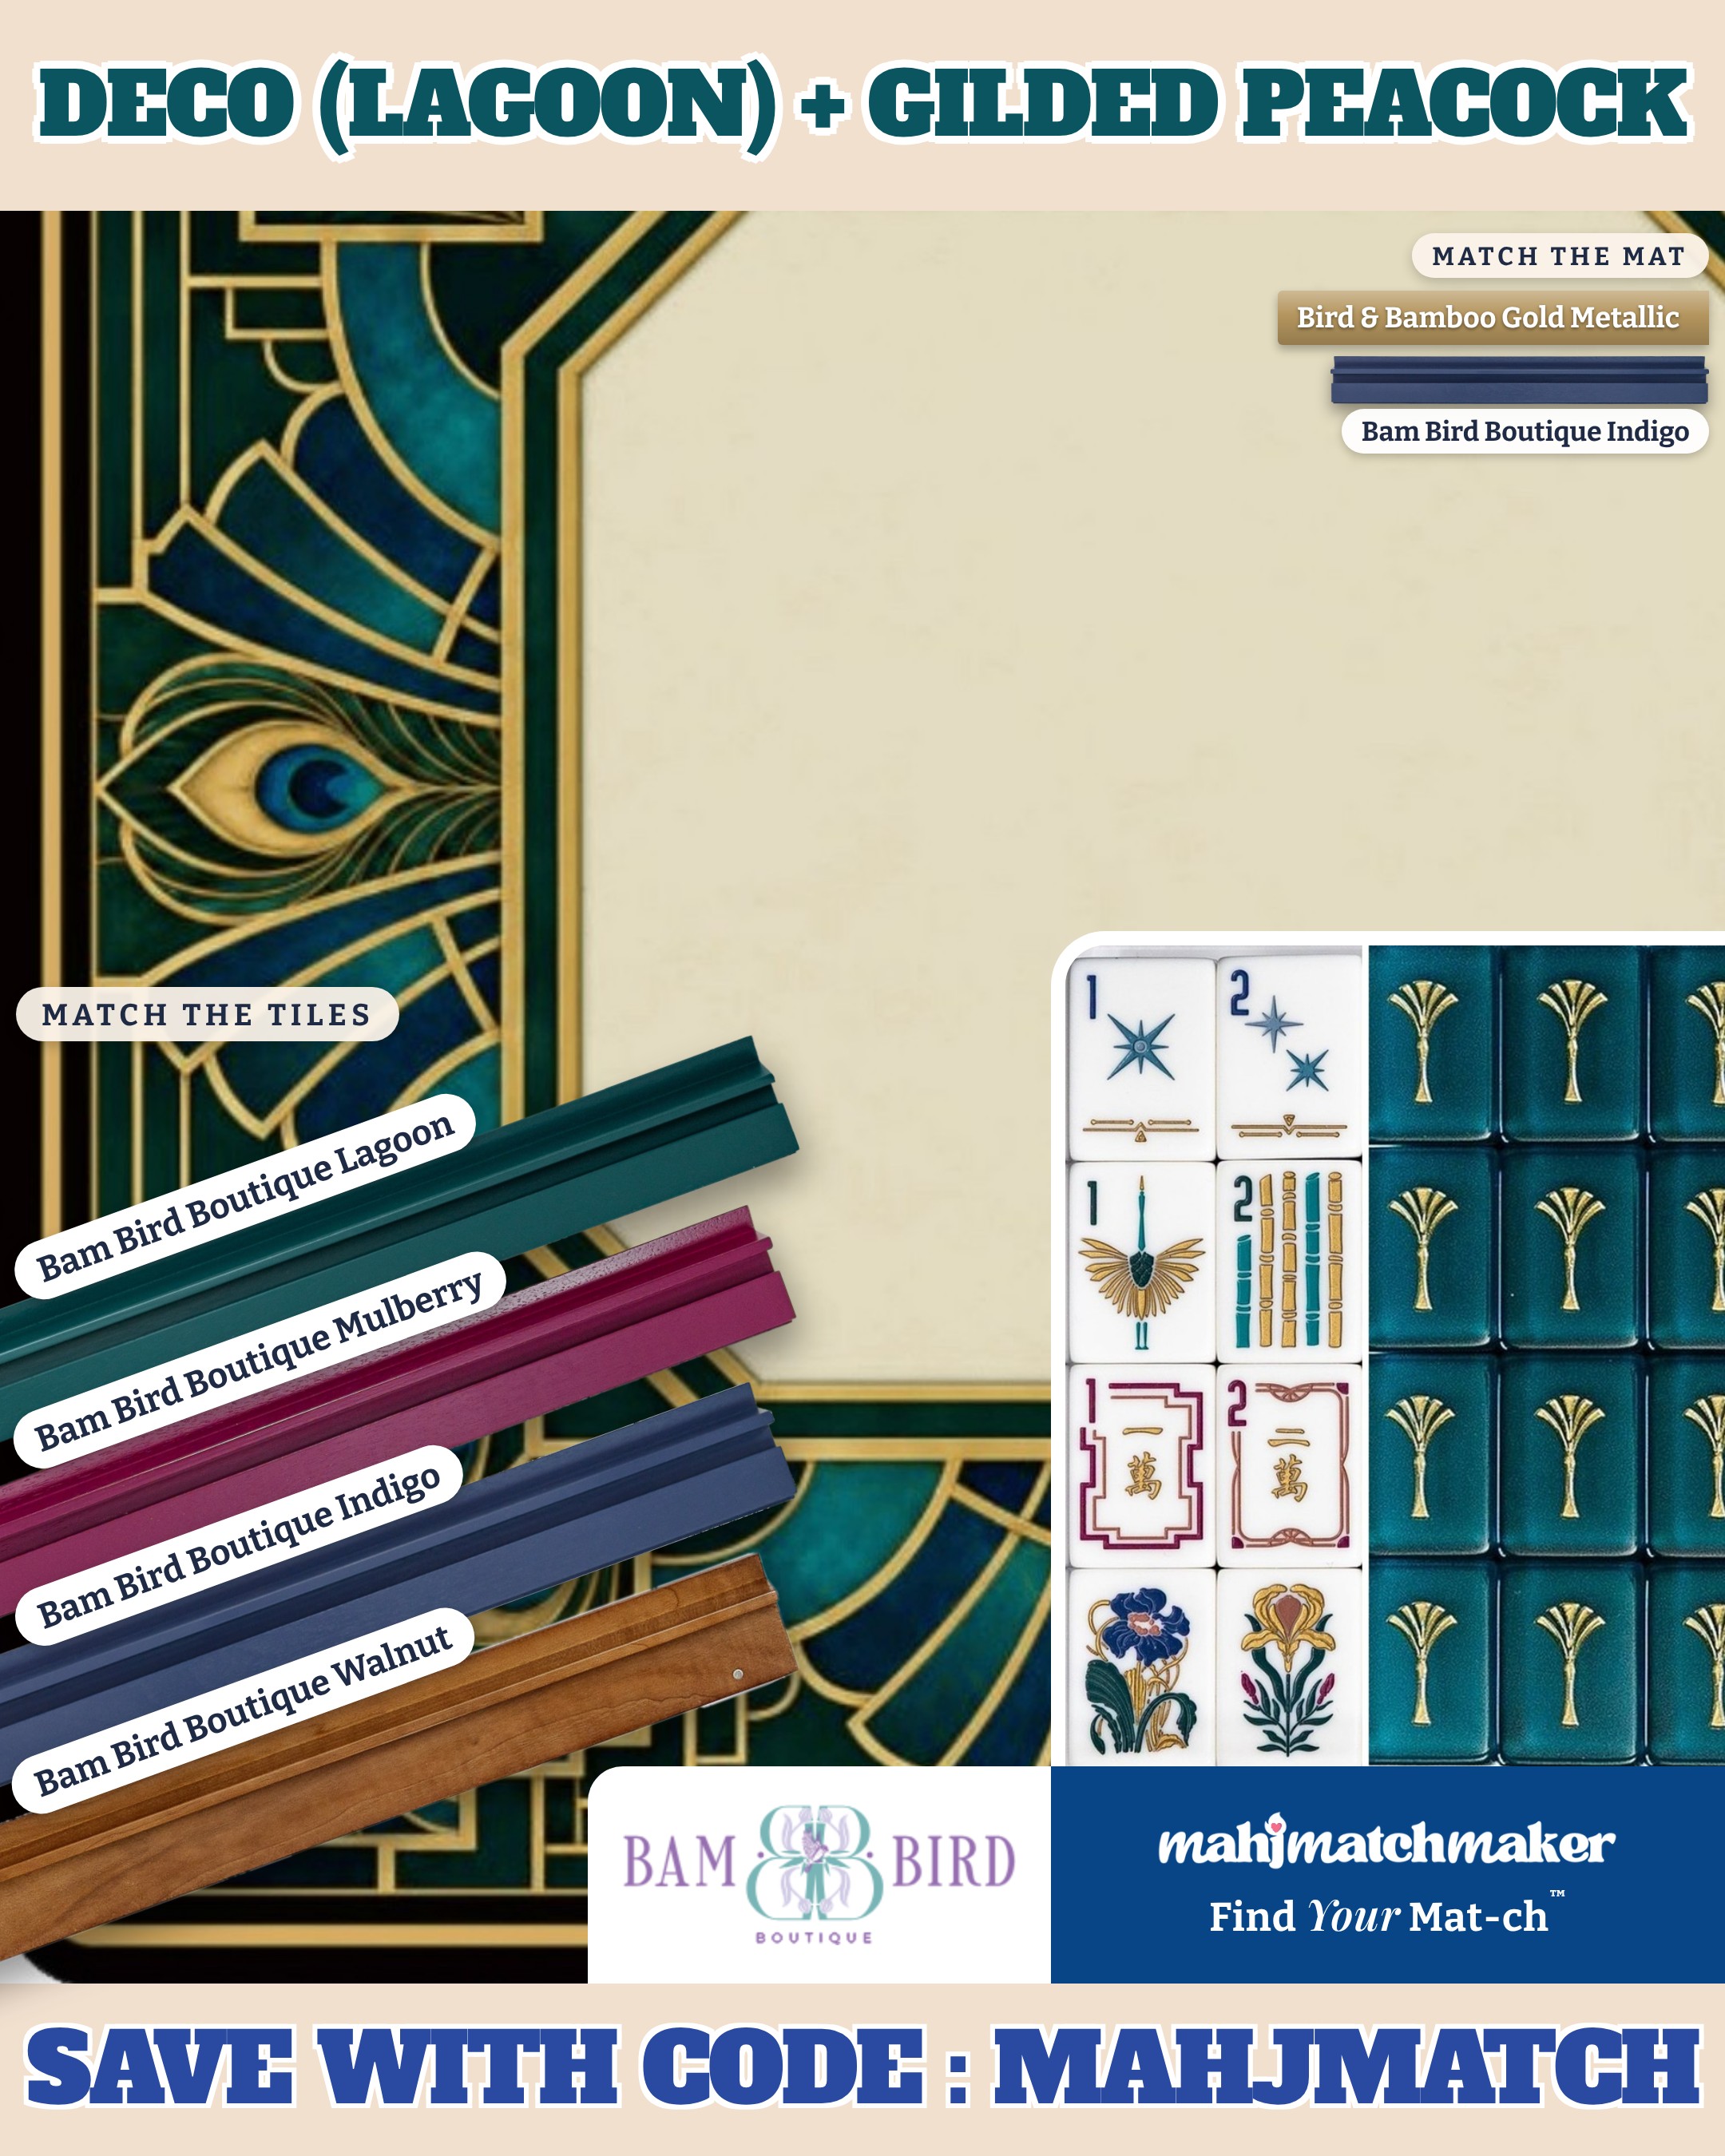 DECO (LAGOON) + GILDED PEACOCK
MATCH THE MAT
Bird & Bamboo Gold Metallic
Bam Bird Boutique Indigo
MATCH THE TILES
Bam Bird Boutique Lagoon
Bam Bird Boutique Mulberry
Bam Bird Boutique Indigo
Bam Bird Boutique Walnut
1 2
1 2
1 2
一 二
萬 萬
BAM BIRD
BOUTIQUE
mahjmatchmaker
Find Your Mat-ch™
SAVE WITH CODE : MAHJMATCH